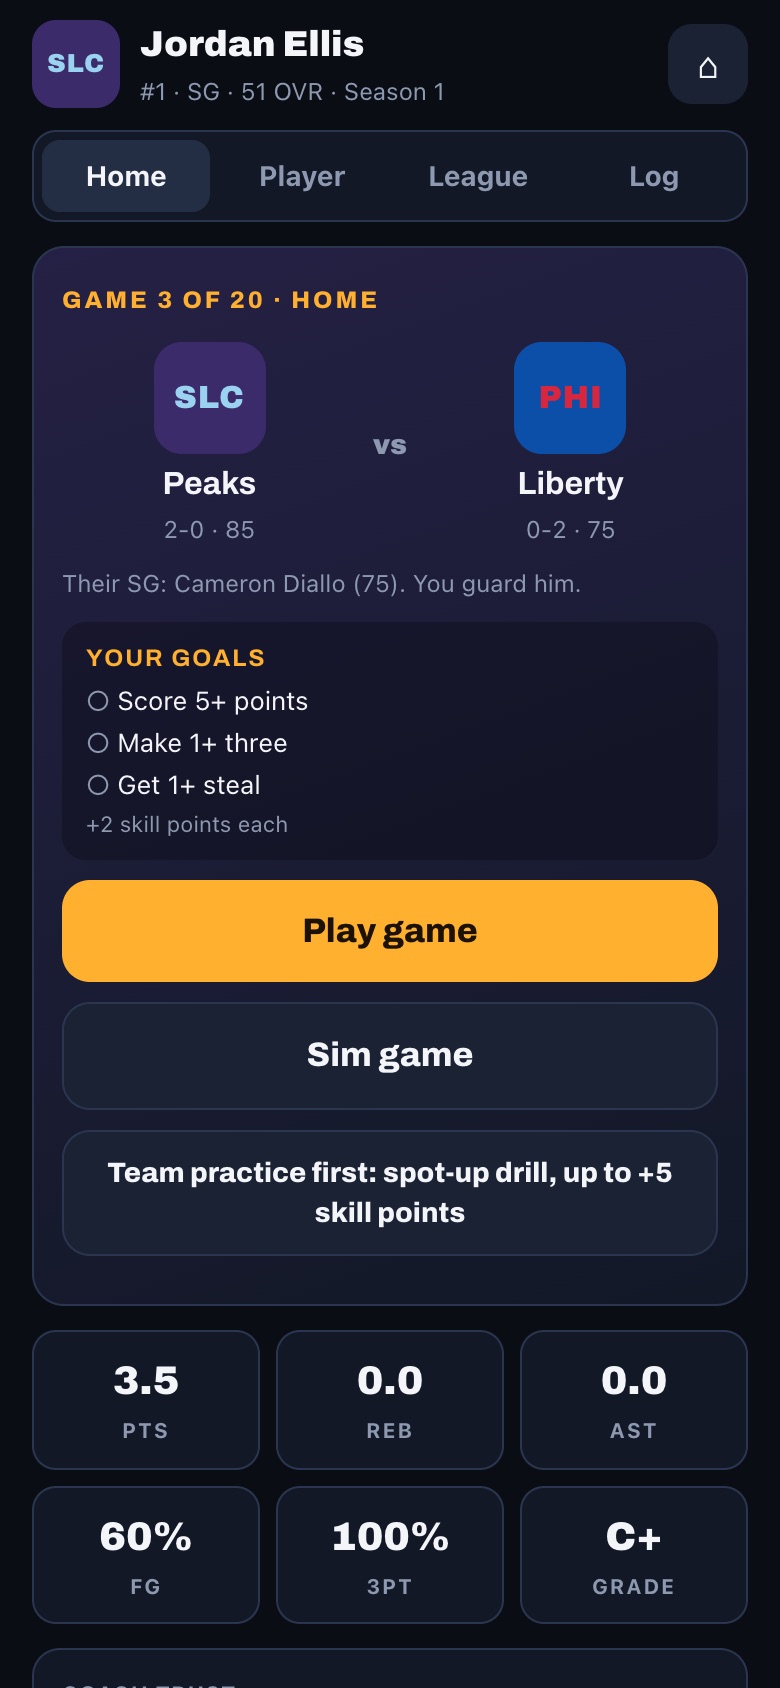 SLC
Jordan Ellis
#1 · SG · 51 OVR · Season 1
Home
Player
League
Log
GAME 3 OF 20 · HOME
SLC
vs
PHI
Peaks
Liberty
2-0 · 85
0-2 · 75
Their SG: Cameron Diallo (75). You guard him.
YOUR GOALS
Score 5+ points
Make 1+ three
Get 1+ steal
+2 skill points each
Play game
Sim game
Team practice first: spot-up drill, up to +5
skill points
3.5
PTS
0.0
REB
0.0
AST
60%
FG
100%
3PT
C+
GRADE